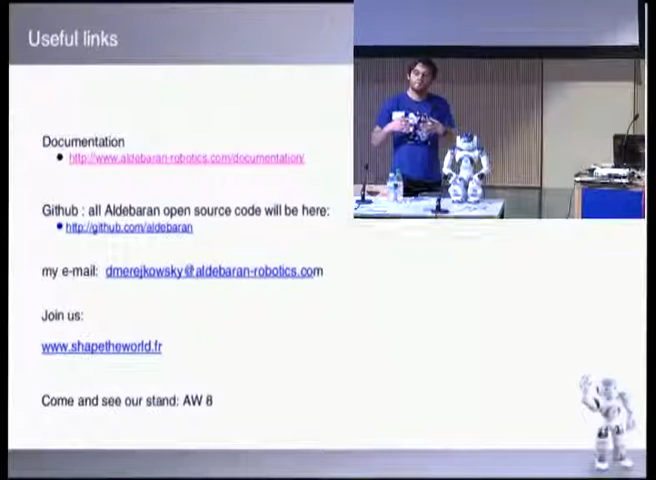 Useful links
Documentation
http://www.aldebaran-robotics.com/documentation/
Github : all Aldebaran open source code will be here:
http://github.com/aldebaran
my e-mail: dmerejkowsky@aldebaran-robotics.com
Join us:
www.shapetheworld.fr
Come and see our stand: AW 8